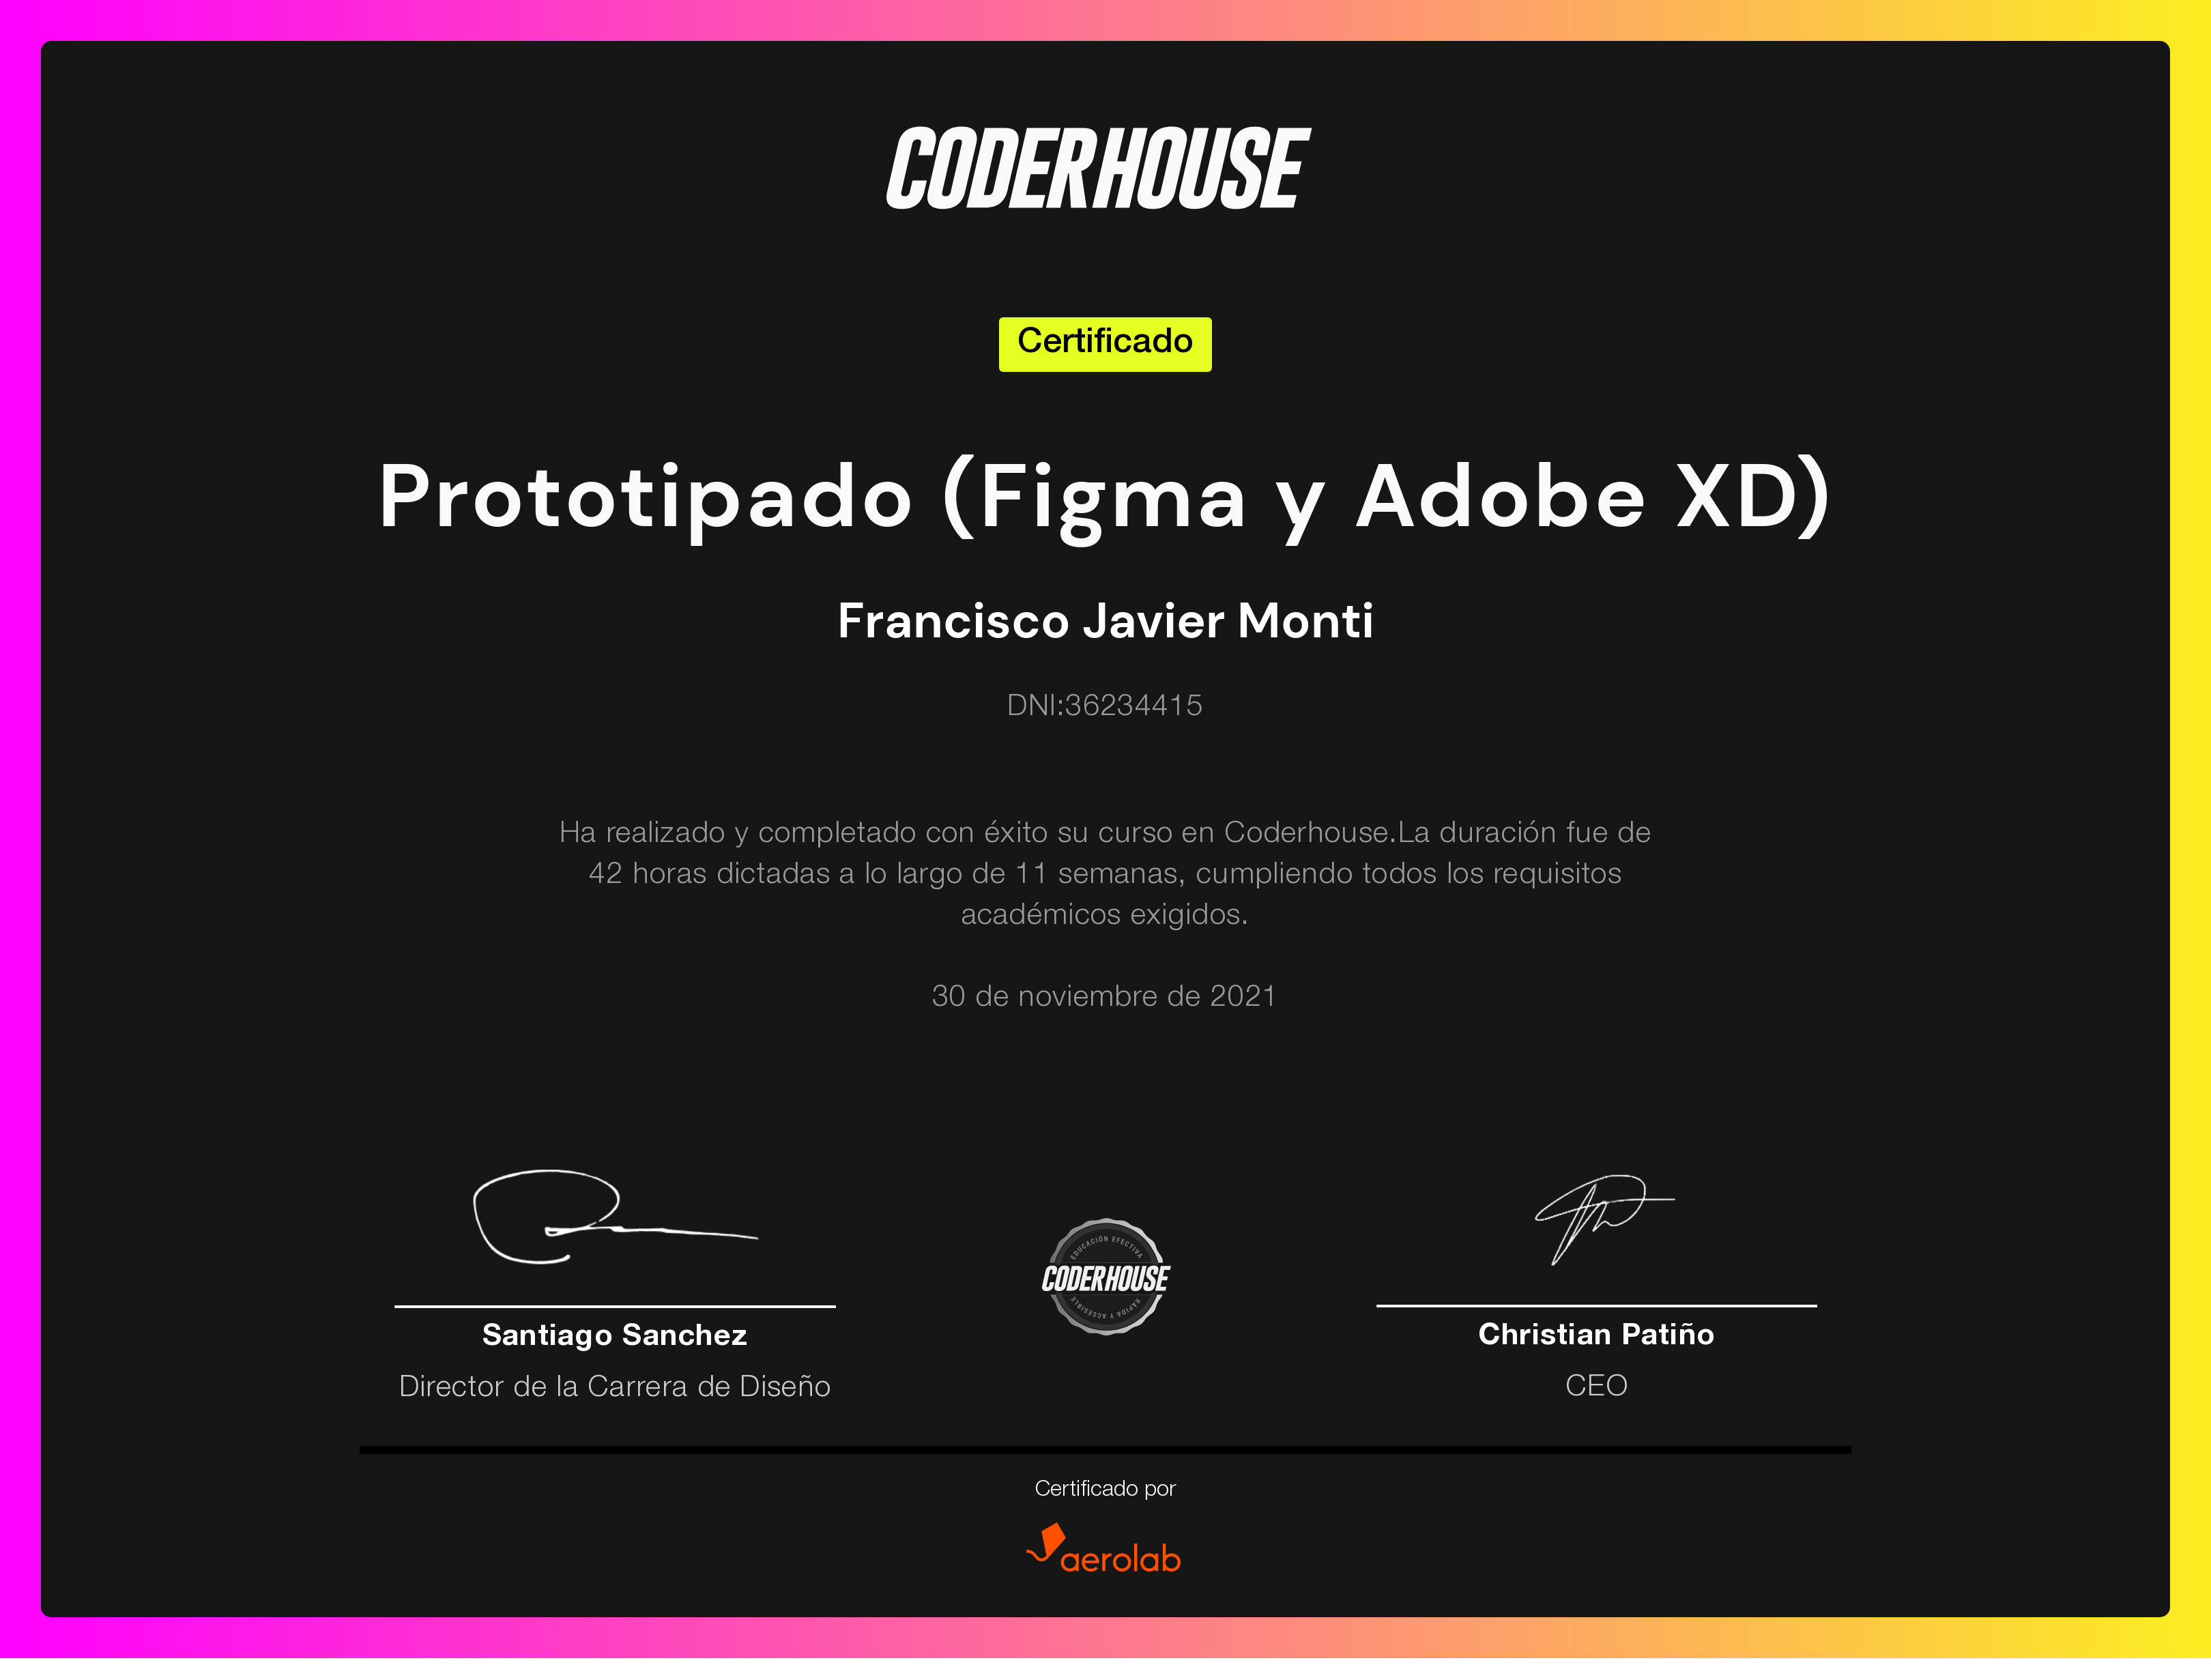 CODERHOUSE
Certificado
Prototipado (Figma y Adobe XD)
Francisco Javier Monti
DNI:36234415
Ha realizado y completado con éxito su curso en Coderhouse.La duración fue de
42 horas dictadas a lo largo de 11 semanas, cumpliendo todos los requisitos
académicos exigidos.
30 de noviembre de 2021
EDUCACIÓN EFECTIVA
CODERHOUSE
RÁPIDA Y ACCESIBLE
Santiago Sanchez
Director de la Carrera de Diseño
Christian Patiño
CEO
Certificado por
aerolab